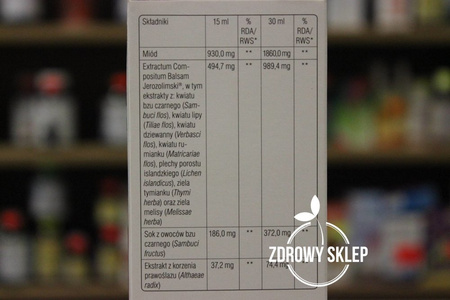 Składniki 15 ml % RDA/RWS* 30 ml % RDA/RWS*
Miód 930,0 mg ** 1860,0 mg **
Extractum Com- 494,7 mg ** 989,4 mg **
positum Balsam
Jerozolimski®, w tym
ekstrakty z: kwiatu
bzu czarnego (Sam-
buci flos), kwiatu lipy
(Tiliae flos), kwiatu
dziewanny (Verbasci
flos), kwiatu ru-
mianku (Matricariae
flos), plechy porostu
islandzkiego (Lichen
islandicus), ziela
tymianku (Thymi
herba) oraz ziela
melisy (Melissae
herba)
Sok z owoców bzu 186,0 mg ** 372,0 mg **
czarnego (Sambuci
fructus)
ZDROWY SKLEP
Ekstrakt z korzenia 37,2 mg ** 74,4 mg **
prawoślazu (Althaeae
radix)